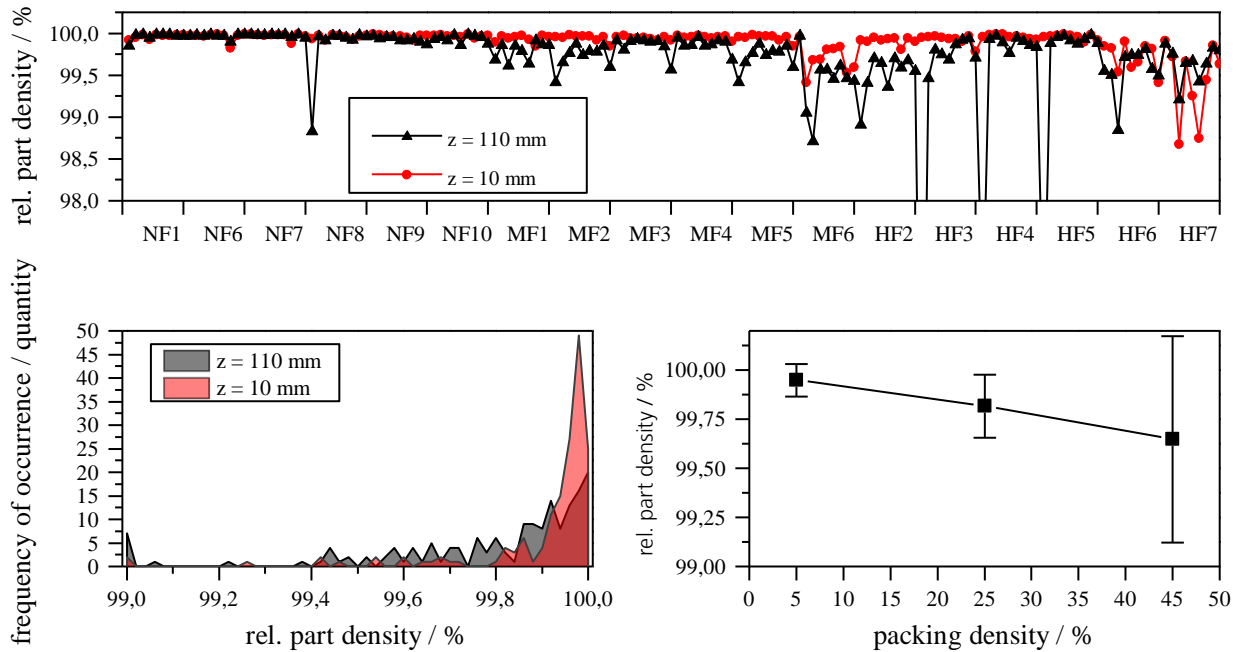 rel. part density / %
100,0
99,5
99,0
98,5
98,0
z = 110 mm
z = 10 mm
NF1 NF6 NF7 NF8 NF9 NF10 MF1 MF2 MF3 MF4 MF5 MF6 HF2 HF3 HF4 HF5 HF6 HF7
frequency of occurrence / quantity
50
45
40
35
30
25
20
15
10
5
0
z = 110 mm
z = 10 mm
99,0 99,2 99,4 99,6 99,8 100,0
rel. part density / %
rel. part density / %
100,00
99,75
99,50
99,25
99,00
0 5 10 15 20 25 30 35 40 45 50
packing density / %